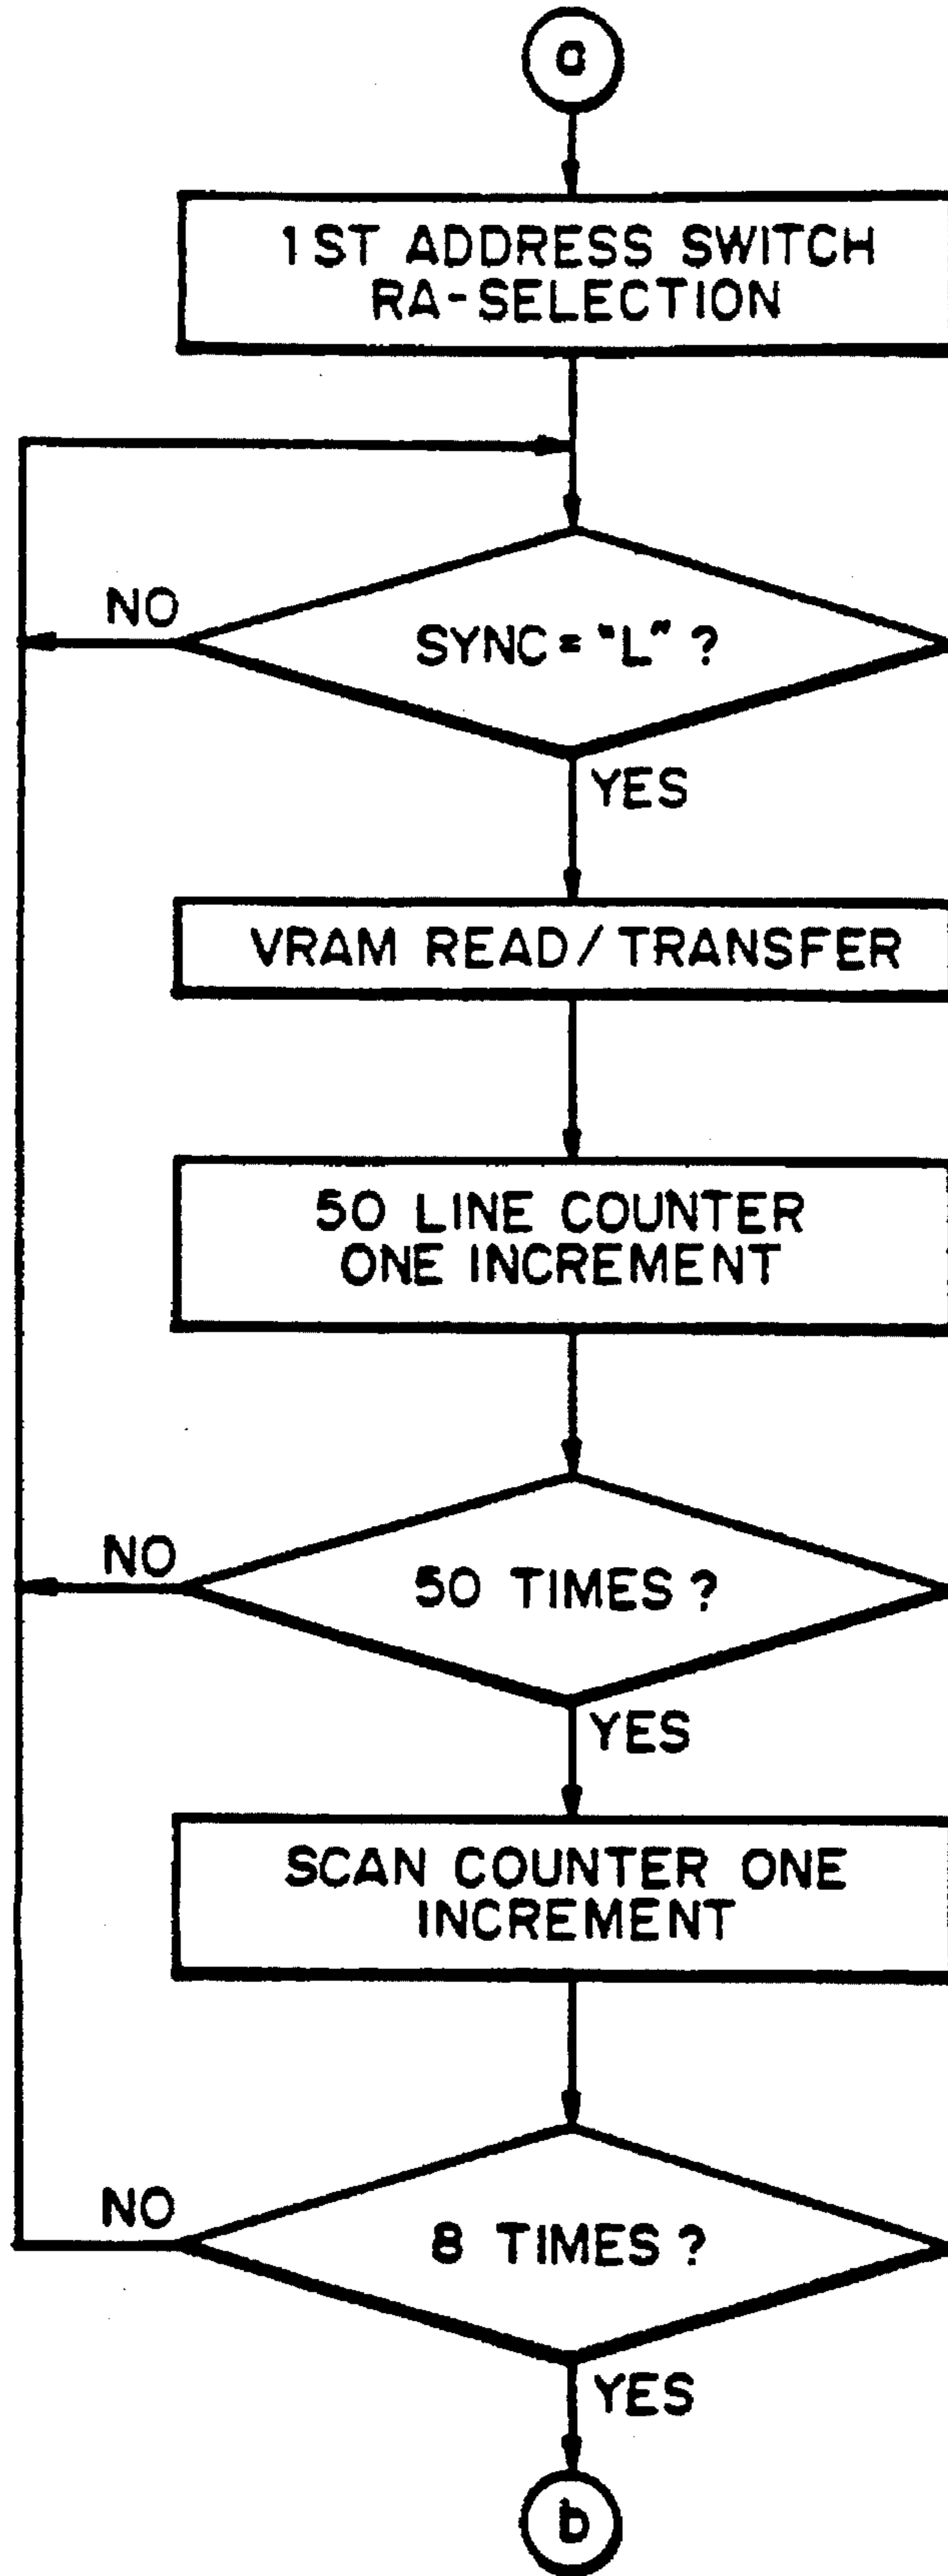 a
1ST ADDRESS SWITCH
RA-SELECTION
NO
SYNC="L" ?
YES
VRAM READ/TRANSFER
50 LINE COUNTER
ONE INCREMENT
NO
50 TIMES ?
YES
SCAN COUNTER ONE
INCREMENT
NO
8 TIMES ?
YES
b